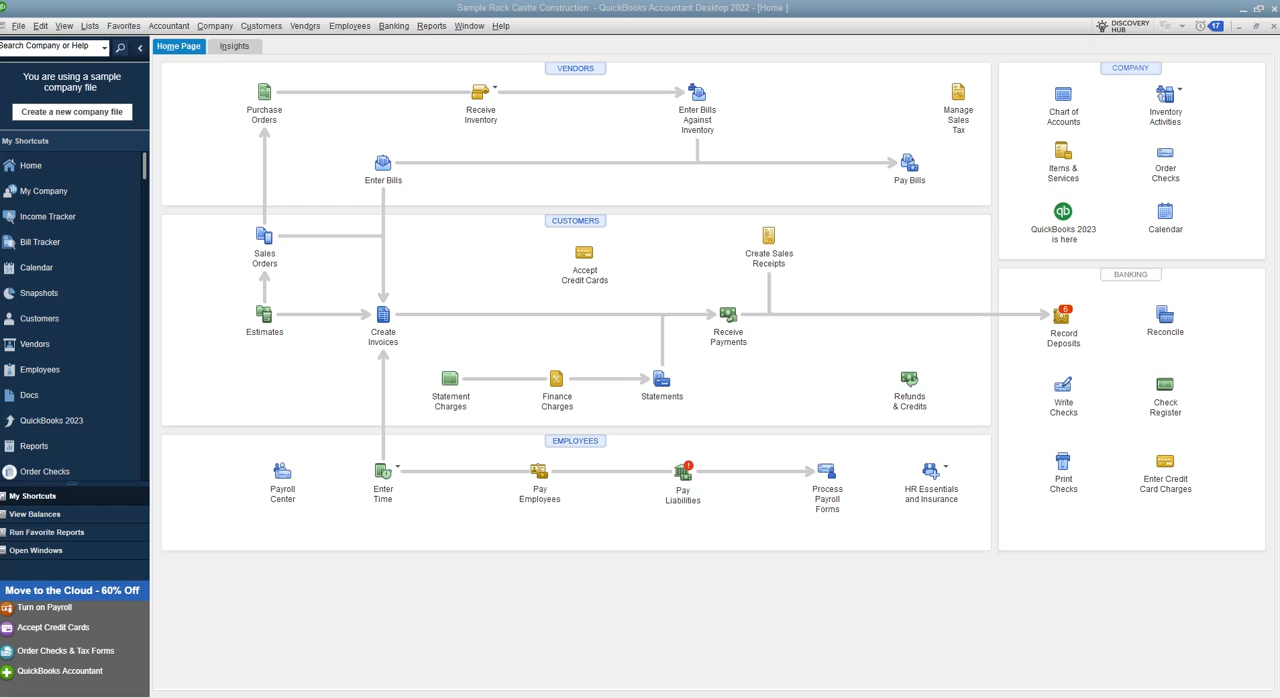 Sample Rock Castle Construction - QuickBooks Accountant Desktop 2022 - [Home ]
File Edit View Lists Favorites Accountant Company Customers Vendors Employees Banking Reports Window Help
DISCOVERY
HUB
17
Search Company or Help
Home Page Insights
You are using a sample
company file
Create a new company file
My Shortcuts
Home
My Company
Income Tracker
Bill Tracker
Calendar
Snapshots
Customers
Vendors
Employees
Docs
QuickBooks 2023
Reports
Order Checks
My Shortcuts
View Balances
Run Favorite Reports
Open Windows
Move to the Cloud - 60% Off
Turn on Payroll
Accept Credit Cards
Order Checks & Tax Forms
QuickBooks Accountant
VENDORS
Purchase
Orders
Receive
Inventory
Enter Bills
Against
Inventory
Manage
Sales
Tax
Enter Bills
Pay Bills
CUSTOMERS
Sales
Orders
Accept
Credit Cards
Create Sales
Receipts
Estimates
Create
Invoices
Receive
Payments
Statement
Charges
Finance
Charges
Statements
Refunds
& Credits
EMPLOYEES
Payroll
Center
Enter
Time
Pay
Employees
!
Pay
Liabilities
Process
Payroll
Forms
HR Essentials
and Insurance
COMPANY
Chart of
Accounts
Inventory
Activities
Items &
Services
Order
Checks
qb
QuickBooks 2023
is here
Calendar
BANKING
6
Record
Deposits
Reconcile
Write
Checks
Check
Register
Print
Checks
Enter Credit
Card Charges